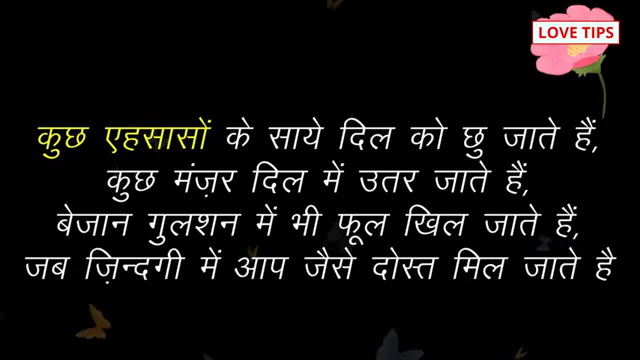 LOVE TIPS
कुछ एहसासों के साये दिल को छु जाते हैं,
कुछ मंज़र दिल में उतर जाते हैं,
बेजान गुलशन में भी फूल खिल जाते हैं,
जब ज़िन्दगी में आप जैसे दोस्त मिल जाते है